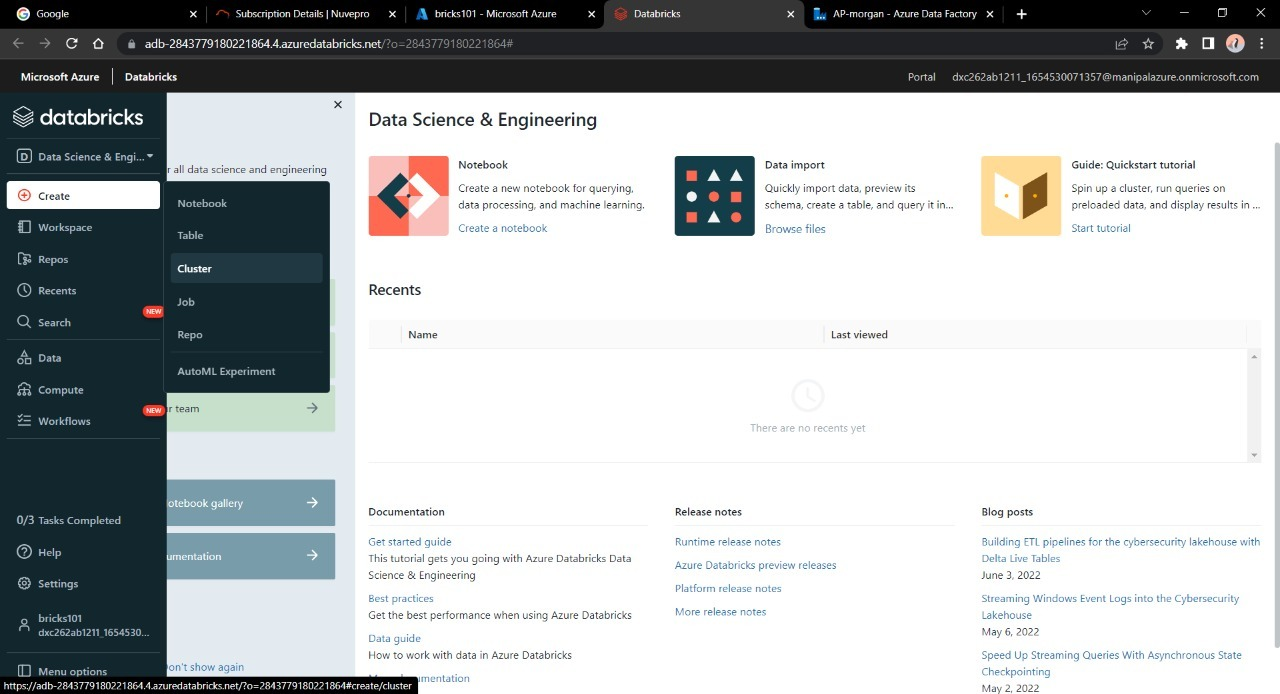 Google
Subscription Details | Nuvepro
bricks101 - Microsoft Azure
Databricks
AP-morgan - Azure Data Factory
adb-2843779180221864.4.azuredatabricks.net/?o=2843779180221864#
Microsoft Azure
Databricks
Portal
dxc262ab1211_1654530071357@manipalazure.onmicrosoft.com
databricks
D
Data Science & Engi...
Create
Workspace
Repos
Recents
NEW
Search
Data
Compute
NEW
Workflows
0/3 Tasks Completed
Help
Settings
bricks101
dxc262ab1211_1654530...
Menu options
Notebook
Table
Cluster
Job
Repo
AutoML Experiment
r all data science and engineering
r team
otebook gallery
umentation
on't show again
Data Science & Engineering
Notebook
Create a new notebook for querying,
data processing, and machine learning.
Create a notebook
Data import
Quickly import data, preview its
schema, create a table, and query it in...
Browse files
Guide: Quickstart tutorial
Spin up a cluster, run queries on
preloaded data, and display results in ...
Start tutorial
Recents
Name
Last viewed
There are no recents yet
Documentation
Get started guide
This tutorial gets you going with Azure Databricks Data
Science & Engineering
Best practices
Get the best performance when using Azure Databricks
Data guide
How to work with data in Azure Databricks
umentation
Release notes
Runtime release notes
Azure Databricks preview releases
Platform release notes
More release notes
Blog posts
Building ETL pipelines for the cybersecurity lakehouse with
Delta Live Tables
June 3, 2022
Streaming Windows Event Logs into the Cybersecurity
Lakehouse
May 6, 2022
Speed Up Streaming Queries With Asynchronous State
Checkpointing
May 2, 2022
https://adb-2843779180221864.4.azuredatabricks.net/?o=2843779180221864#create/cluster